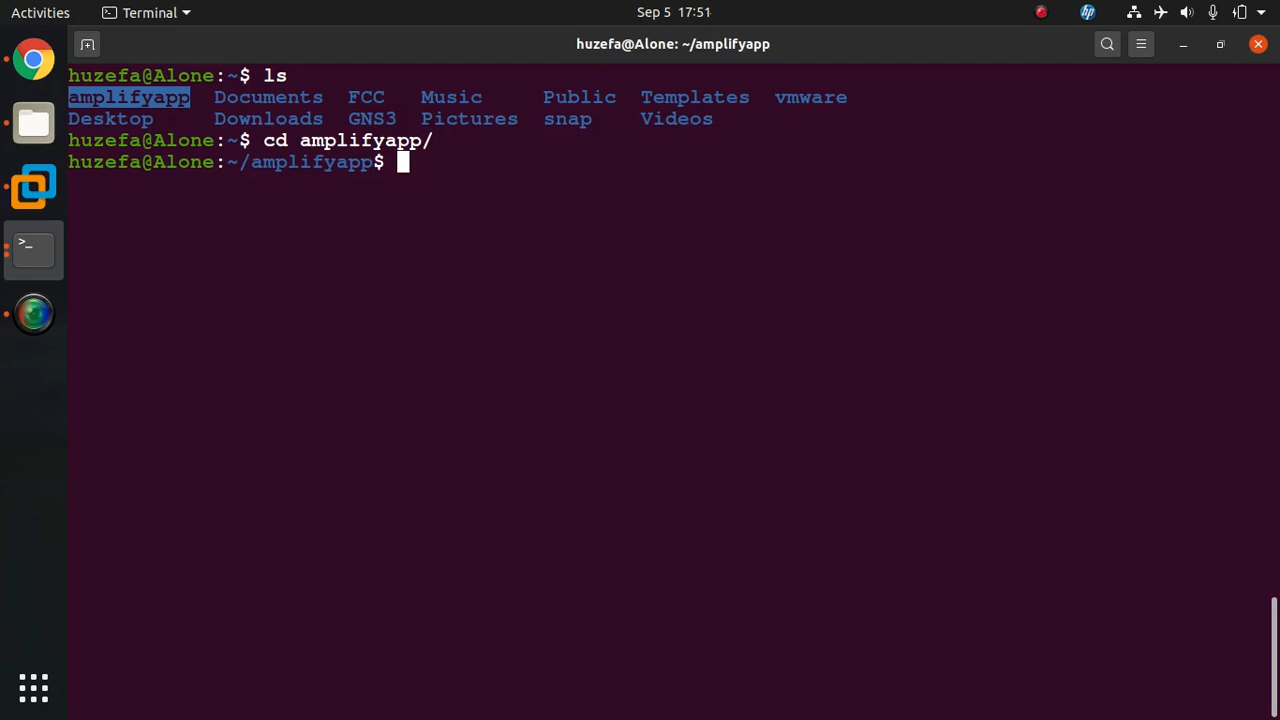 Activities Terminal Sep 5 17:51
huzefa@Alone: ~/amplifyapp
huzefa@Alone:~$ ls
amplifyapp Documents FCC Music Public Templates vmware
Desktop Downloads GNS3 Pictures snap Videos
huzefa@Alone:~$ cd amplifyapp/
huzefa@Alone:~/amplifyapp$